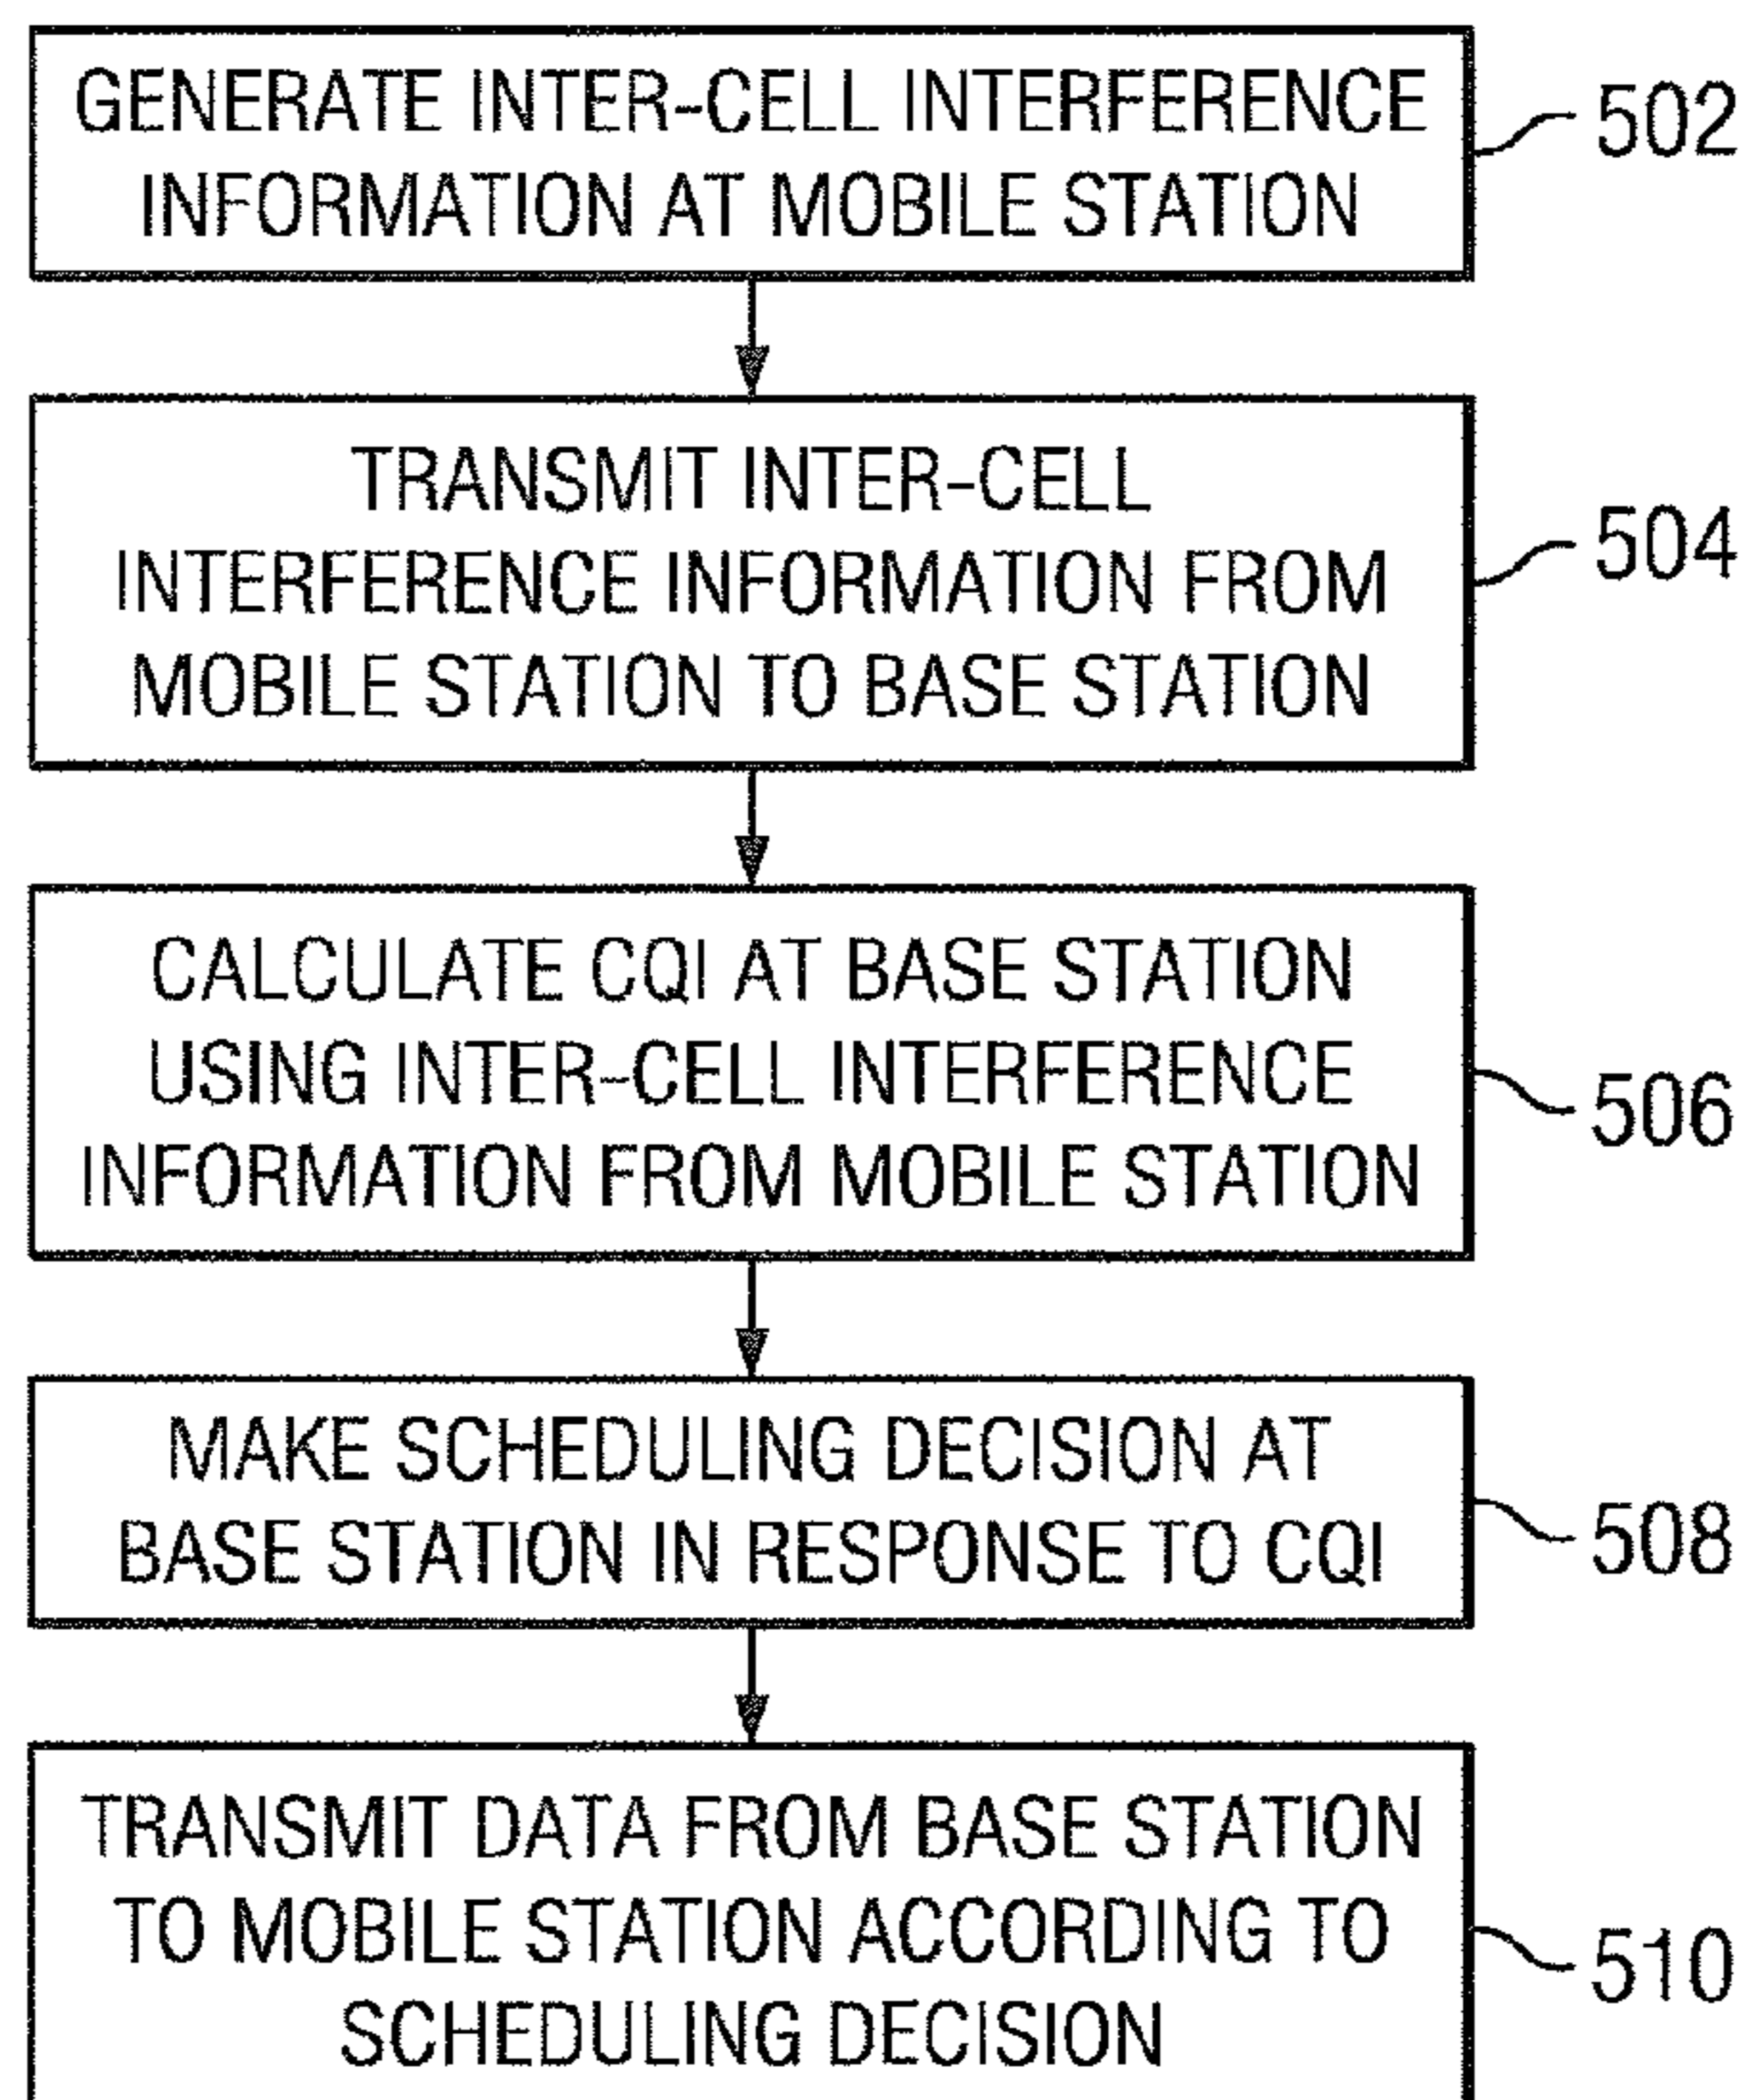 GENERATE INTER-CELL INTERFERENCE
INFORMATION AT MOBILE STATION
502
TRANSMIT INTER-CELL
INTERFERENCE INFORMATION FROM
MOBILE STATION TO BASE STATION
504
CALCULATE CQI AT BASE STATION
USING INTER-CELL INTERFERENCE
INFORMATION FROM MOBILE STATION
506
MAKE SCHEDULING DECISION AT
BASE STATION IN RESPONSE TO CQI
508
TRANSMIT DATA FROM BASE STATION
TO MOBILE STATION ACCORDING TO
SCHEDULING DECISION
510